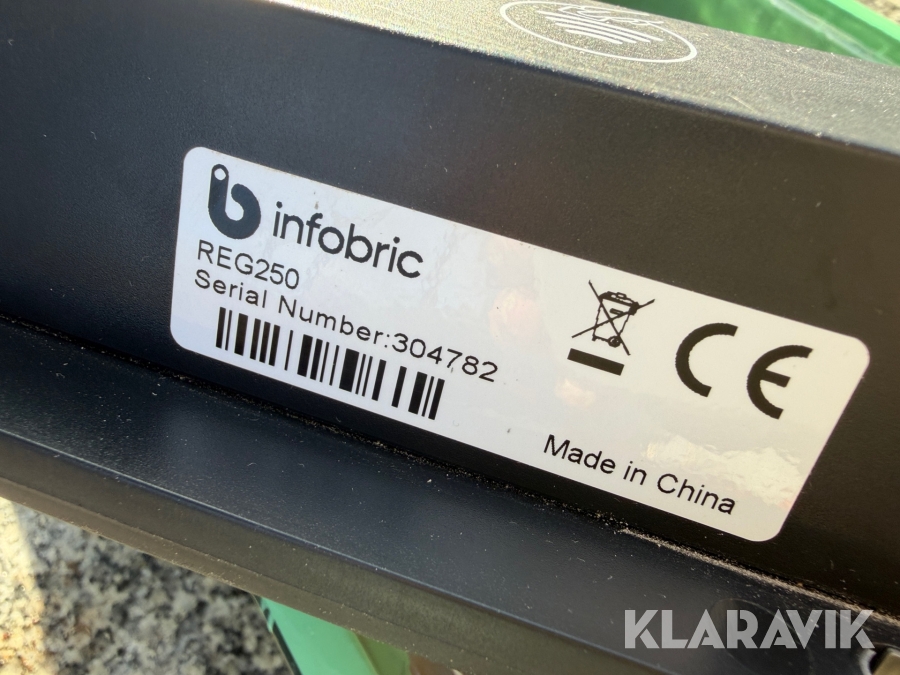 infobric
REG250
Serial Number:304782
CE
Made in China
KLARAVIK